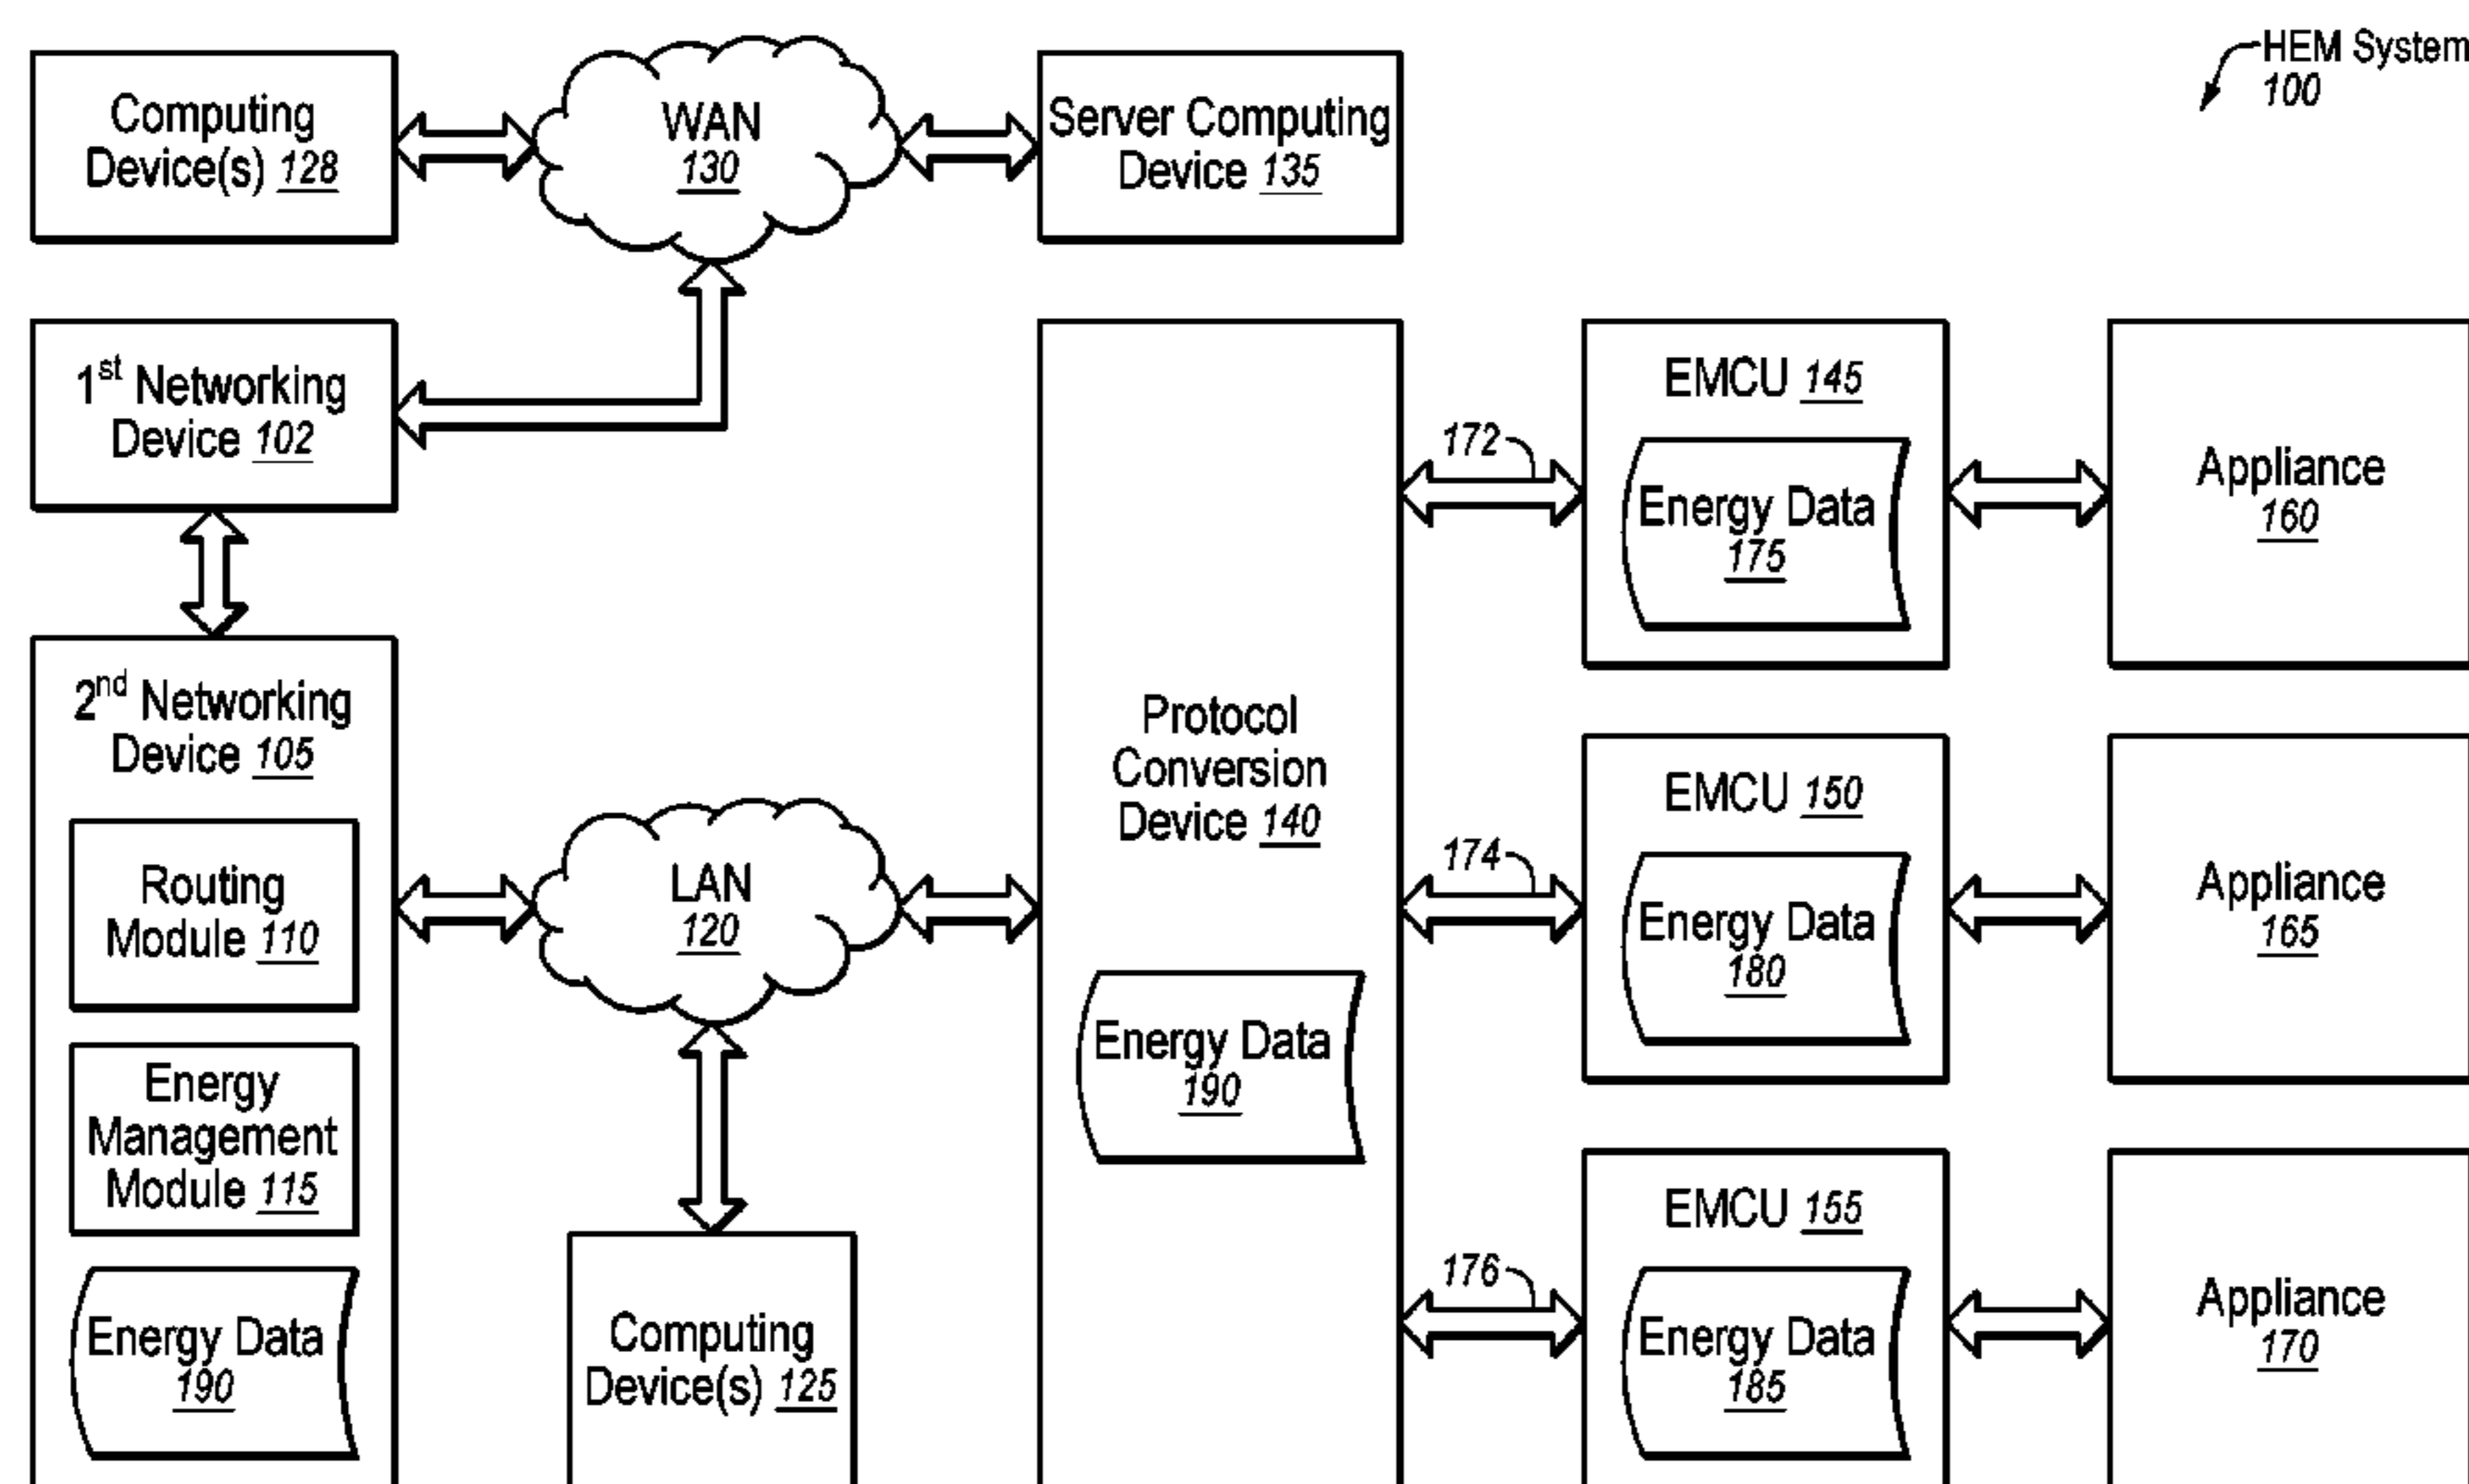 HEM System
100
Computing
Device(s) 128
WAN
130
Server Computing
Device 135
1st Networking
Device 102
2nd Networking
Device 105
Routing
Module 110
Energy
Management
Module 115
Energy Data
190
LAN
120
Computing
Device(s) 125
Protocol
Conversion
Device 140
Energy Data
190
172
EMCU 145
Energy Data
175
Appliance
160
174
EMCU 150
Energy Data
180
Appliance
165
176
EMCU 155
Energy Data
185
Appliance
170